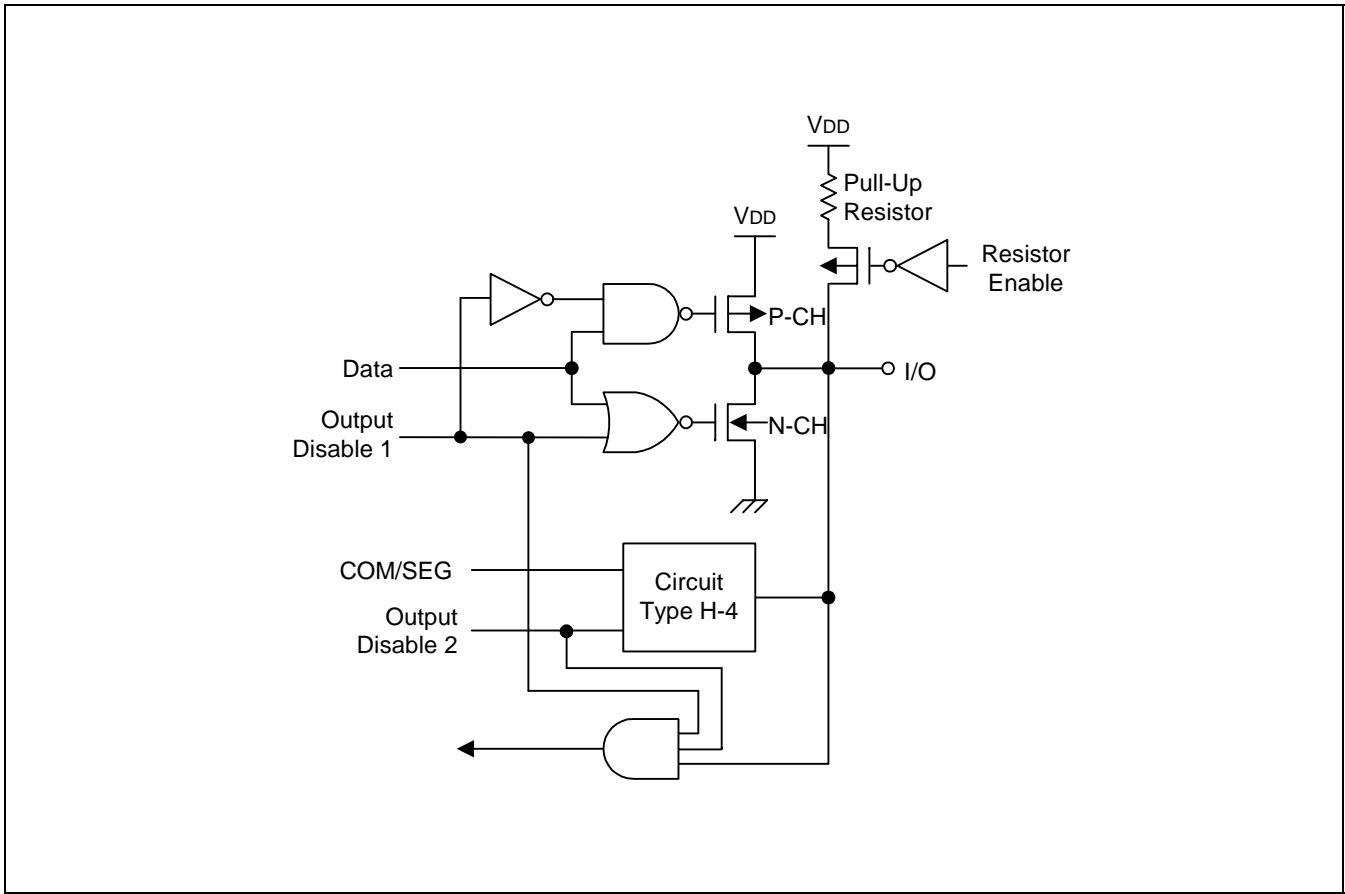 VDD
Pull-Up
Resistor
VDD
Resistor
Enable
P-CH
Data
I/O
Output
Disable 1
N-CH
COM/SEG
Circuit
Type H-4
Output
Disable 2